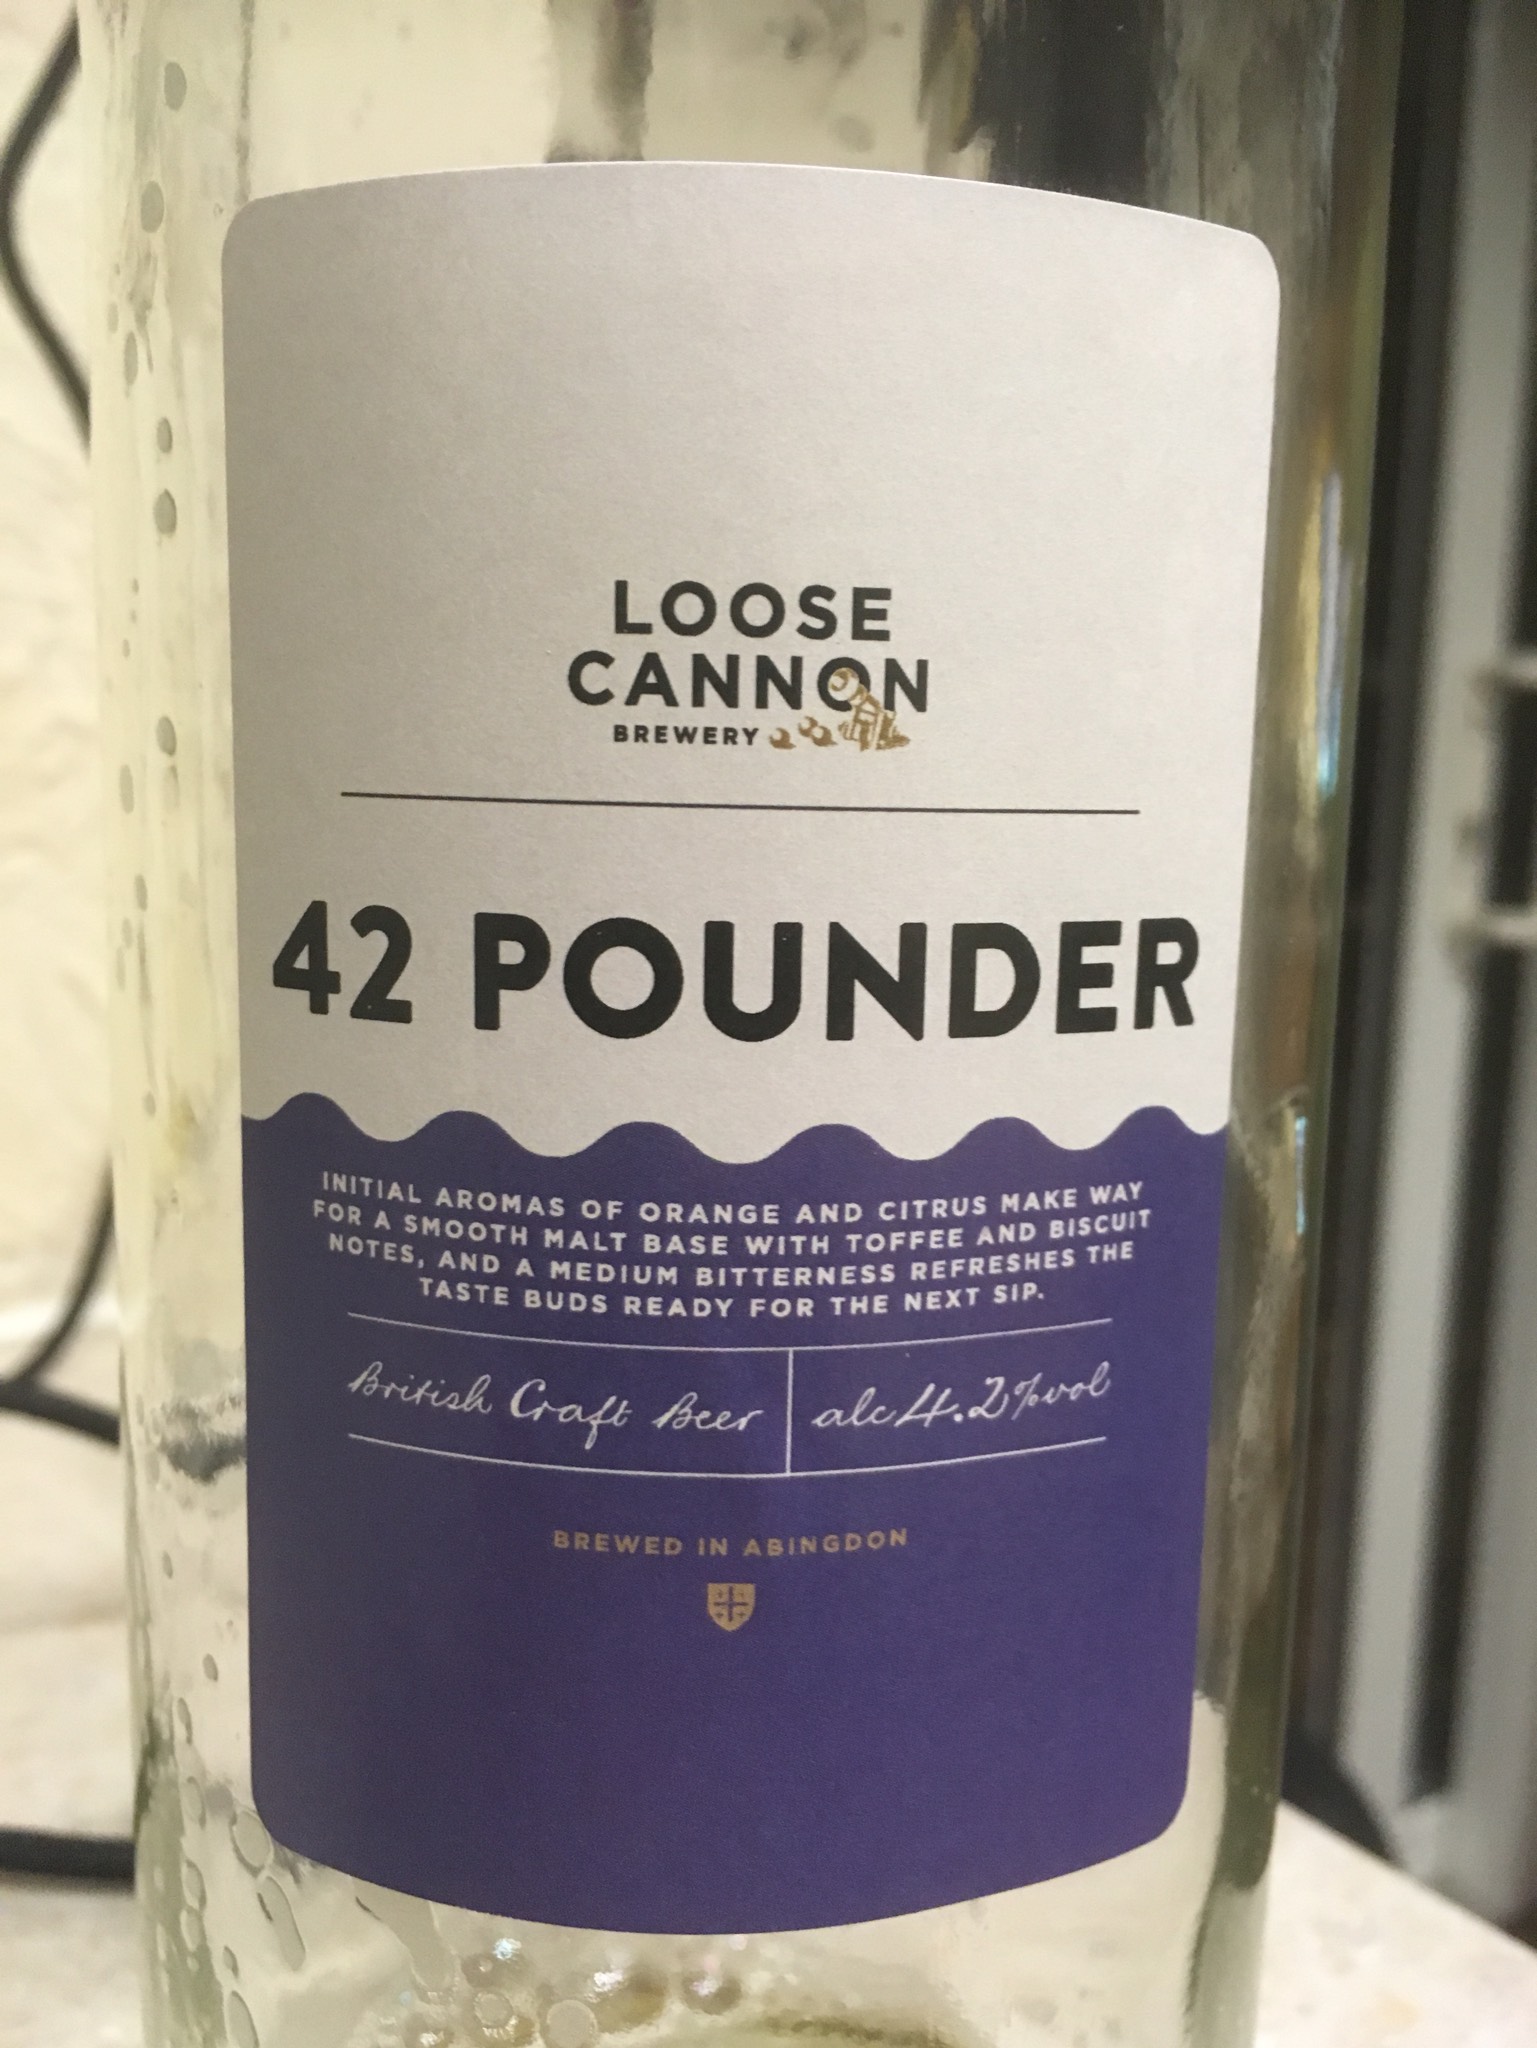 LOOSE
CANNON
BREWERY
42 POUNDER
INITIAL AROMAS OF ORANGE AND CITRUS MAKE WAY
FOR A SMOOTH MALT BASE WITH TOFFEE AND BISCUIT
NOTES, AND A MEDIUM BITTERNESS REFRESHES THE
TASTE BUDS READY FOR THE NEXT SIP.
British Craft Beer alc 4.2%vol
BREWED IN ABINGDON